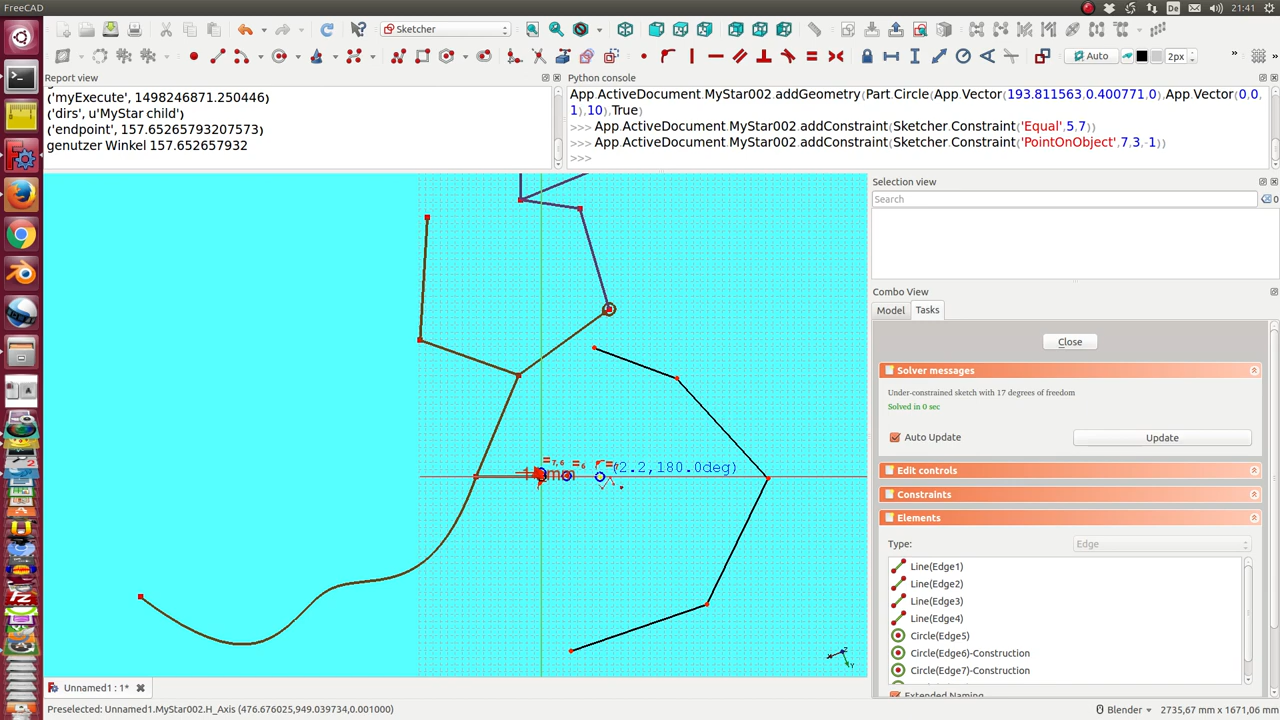 FreeCAD
De
21:41
Sketcher
Auto
2px
»
»
Report view
('myExecute', 1498246871.250446)
('dirs', u'MyStar child')
('endpoint', 157.65265793207573)
genutzer Winkel 157.652657932
Python console
App.ActiveDocument.MyStar002.addGeometry(Part.Circle(App.Vector(193.811563,0.400771,0),App.Vector(0,0,
1),10),True)
>>> App.ActiveDocument.MyStar002.addConstraint(Sketcher.Constraint('Equal',5,7))
>>> App.ActiveDocument.MyStar002.addConstraint(Sketcher.Constraint('PointOnObject',7,3,-1))
>>>
Selection view
Search
0
Combo View
Model
Tasks
Close
Solver messages
Under-constrained sketch with 17 degrees of freedom
Solved in 0 sec
Auto Update
Update
Edit controls
Constraints
Elements
Type:
Edge
Line(Edge1)
Line(Edge2)
Line(Edge3)
Line(Edge4)
Circle(Edge5)
Circle(Edge6)-Construction
Circle(Edge7)-Construction
Extended Naming
(2.2,180.0deg)
Unnamed1 : 1*
Preselected: Unnamed1.MyStar002.H_Axis (476.676025,949.039734,0.001000)
Blender
2735,67 mm x 1671,06 mm